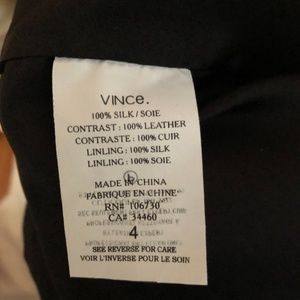 VINCE.
100% SILK / SOIE
CONTRAST : 100% LEATHER
CONTRASTE : 100% CUIR
LINLING : 100% SILK
LINLING : 100% SOIE
MADE IN CHINA
FABRIQUE EN CHINE
RN# 106730
CA# 34460
4
SEE REVERSE FOR CARE
VOIR L'INVERSE POUR LE SOIN